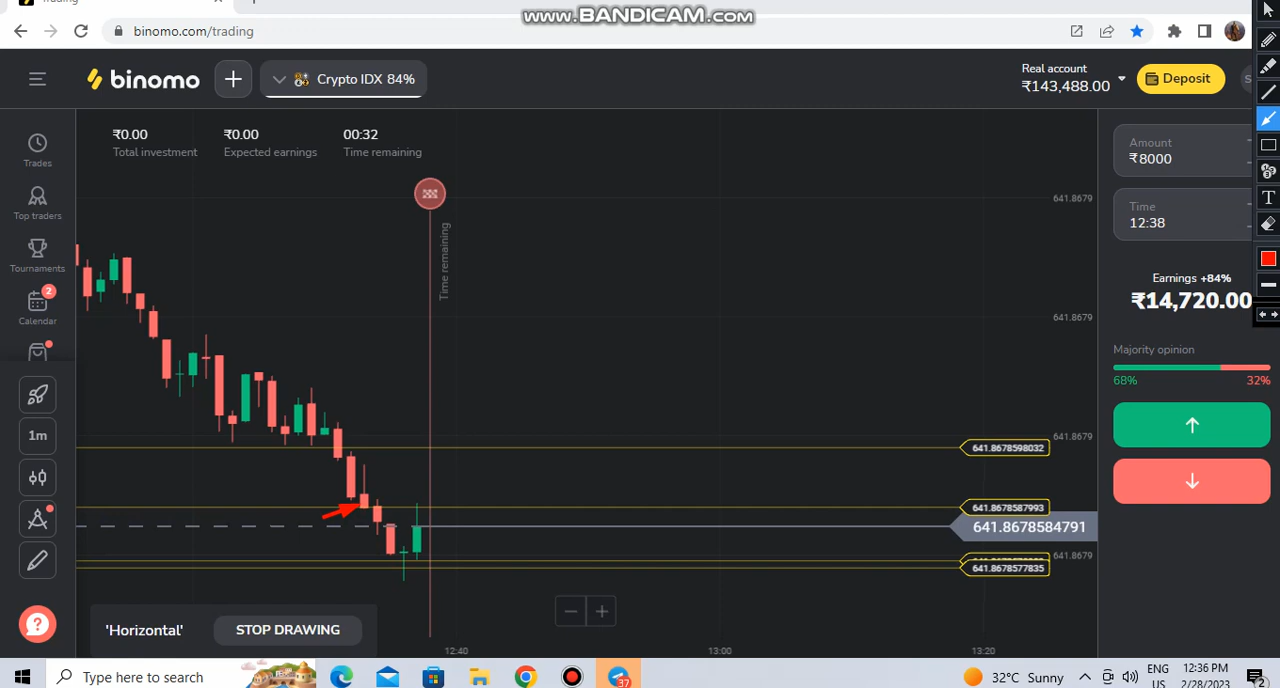 Trading
www.BANDICAM.com
binomo.com/trading
binomo
Crypto IDX 84%
Real account
₹143,488.00
Deposit
₹0.00
Total investment
₹0.00
Expected earnings
00:32
Time remaining
Trades
Top traders
Tournaments
2
Calendar
1m
Time remaining
641.8679
641.8679
641.8679
641.8678598032
641.8678587993
641.8678584791
641.8679
641.8678577835
Amount
₹8000
Time
12:38
Earnings +84%
₹14,720.00
Majority opinion
68%
32%
'Horizontal'
STOP DRAWING
12:40
13:00
13:20
T
Type here to search
37
32°C Sunny
ENG
US
12:36 PM
2/28/2023
2